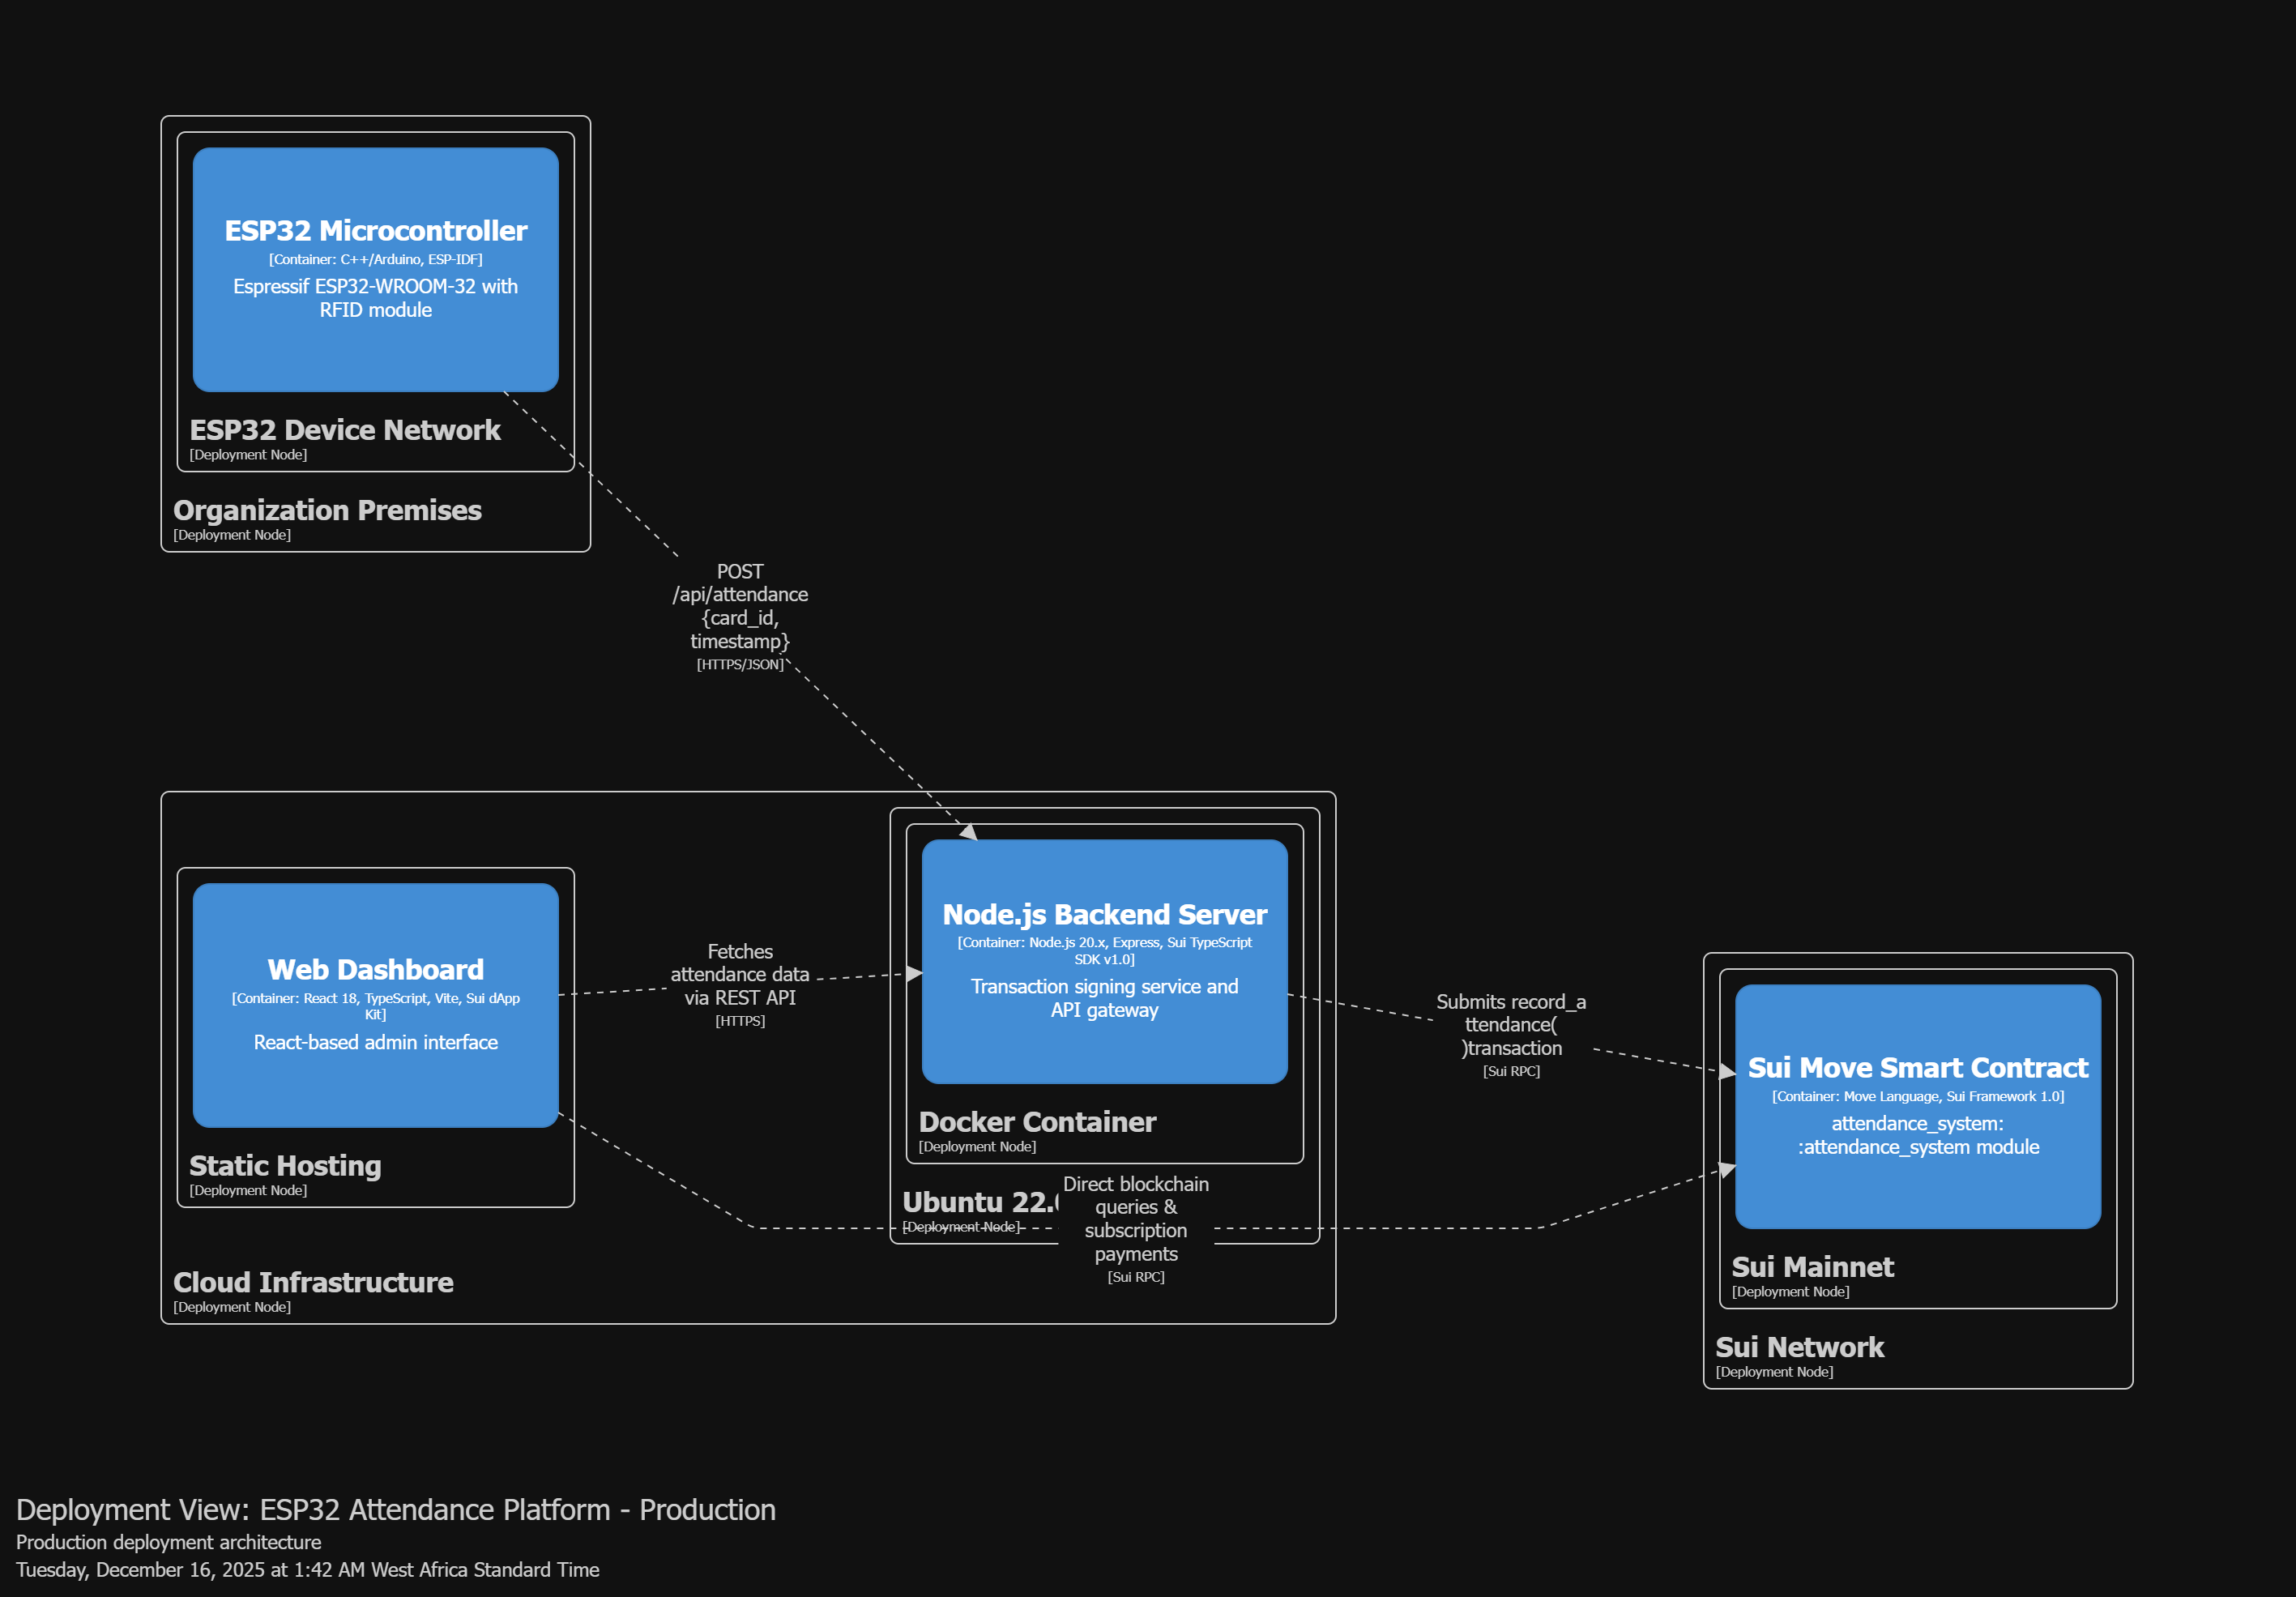 ESP32 Microcontroller
[Container: C++/Arduino, ESP-IDF]
Espressif ESP32-WROOM-32 with
RFID module
ESP32 Device Network
[Deployment Node]
Organization Premises
[Deployment Node]
POST
/api/attendance
{card_id,
timestamp}
[HTTPS/JSON]
Web Dashboard
[Container: React 18, TypeScript, Vite, Sui dApp
Kit]
React-based admin interface
Static Hosting
[Deployment Node]
Cloud Infrastructure
[Deployment Node]
Fetches
attendance data
via REST API
[HTTPS]
Node.js Backend Server
[Container: Node.js 20.x, Express, Sui TypeScript
SDK v1.0]
Transaction signing service and
API gateway
Docker Container
[Deployment Node]
Ubuntu
[Deployment Node]
Direct blockchain
queries &
subscription
payments
[Sui RPC]
Submits record_a
ttendance(
)transaction
[Sui RPC]
Sui Move Smart Contract
[Container: Move Language, Sui Framework 1.0]
attendance_system:
:attendance_system module
Sui Mainnet
[Deployment Node]
Sui Network
[Deployment Node]
Deployment View: ESP32 Attendance Platform - Production
Production deployment architecture
Tuesday, December 16, 2025 at 1:42 AM West Africa Standard Time